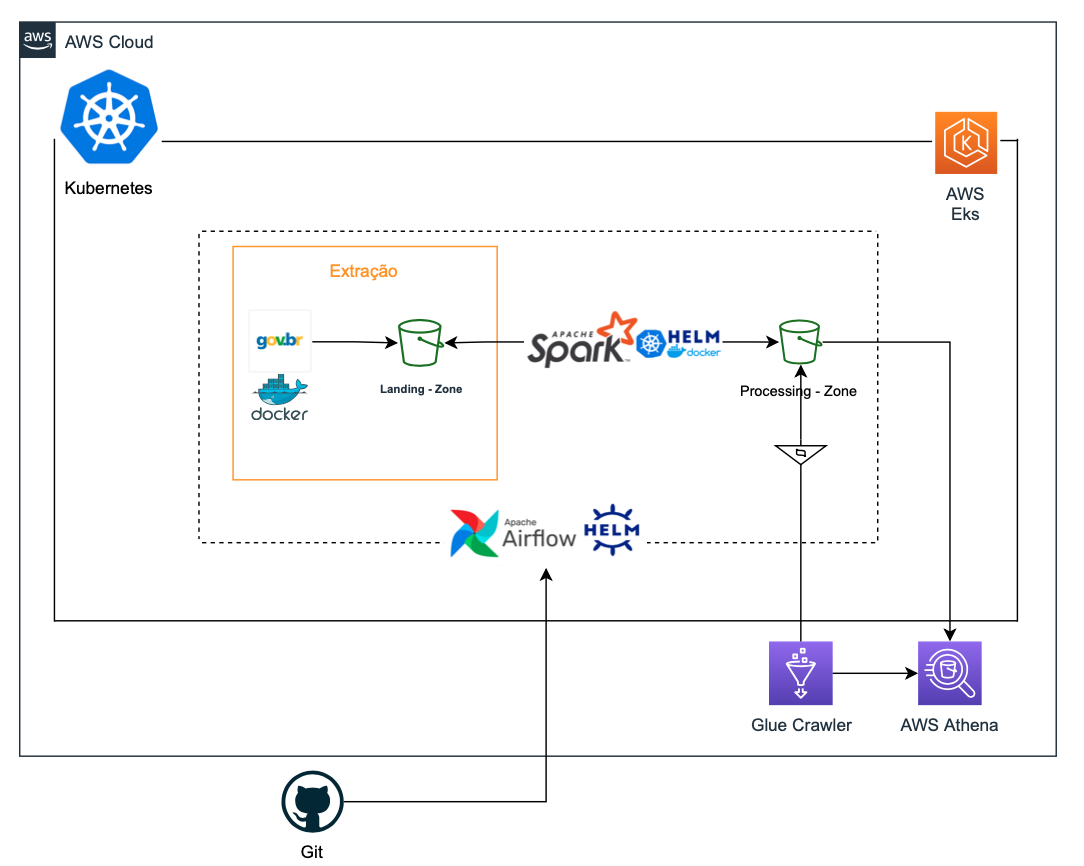 aws
AWS Cloud
Kubernetes
AWS
Eks
Extração
gov.br
docker
Landing - Zone
APACHE
Spark™
HELM
docker
Processing - Zone
Apache
Airflow
HELM
Glue Crawler
AWS Athena
Git